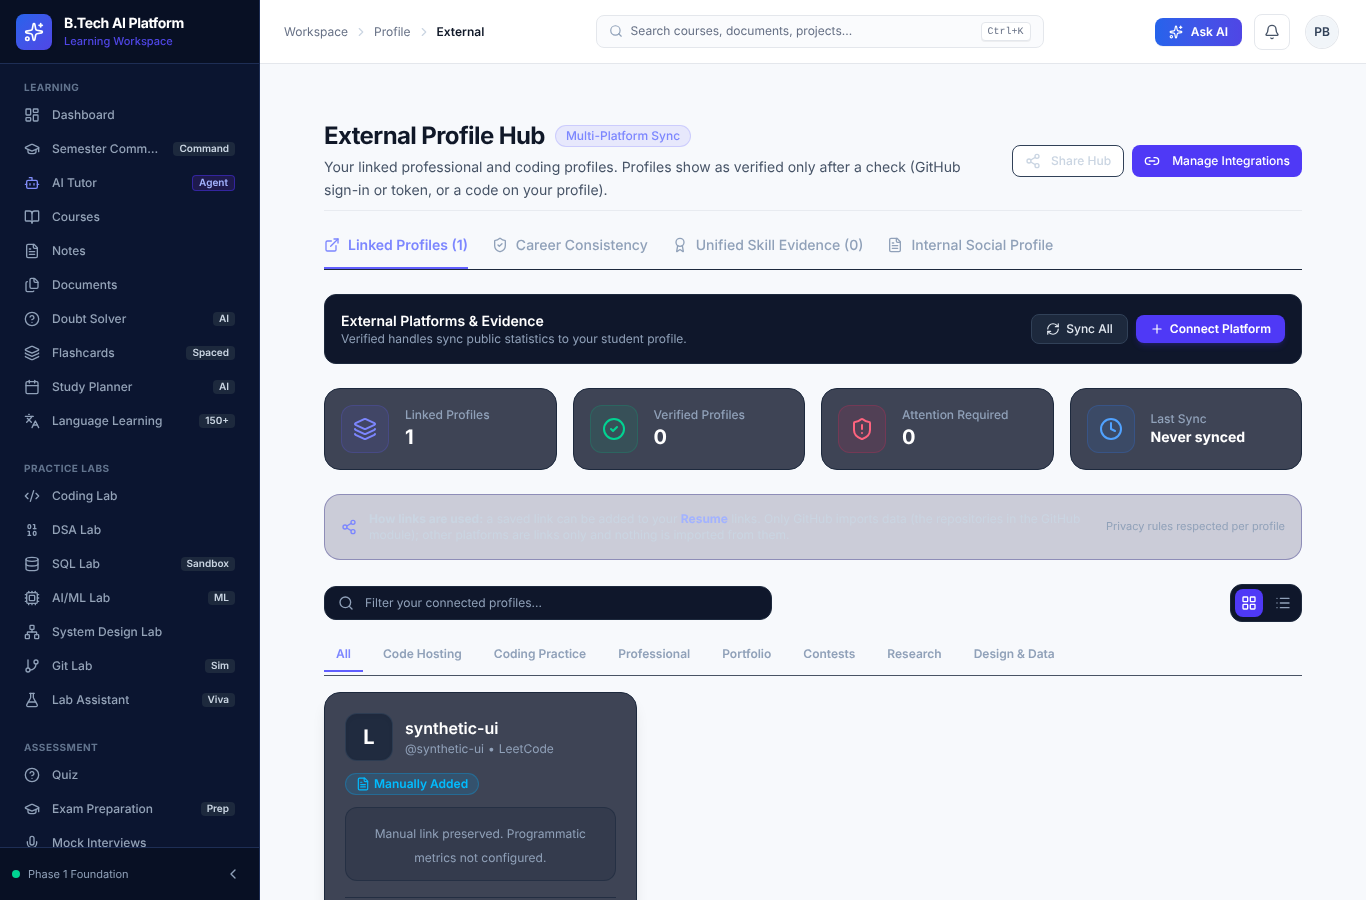 B.Tech AI Platform
Learning Workspace
Workspace
Profile
External
Search courses, documents, projects...
Ctrl+K
Ask AI
PB
LEARNING
Dashboard
Semester Comm...
Command
AI Tutor
Agent
Courses
Notes
Documents
Doubt Solver
AI
Flashcards
Spaced
Study Planner
AI
Language Learning
150+
PRACTICE LABS
Coding Lab
DSA Lab
SQL Lab
Sandbox
AI/ML Lab
ML
System Design Lab
Git Lab
Sim
Lab Assistant
Viva
ASSESSMENT
Quiz
Exam Preparation
Prep
Mock Interviews
Phase 1 Foundation
External Profile Hub
Multi-Platform Sync
Your linked professional and coding profiles. Profiles show as verified only after a check (GitHub
sign-in or token, or a code on your profile).
Share Hub
Manage Integrations
Linked Profiles (1)
Career Consistency
Unified Skill Evidence (0)
Internal Social Profile
External Platforms & Evidence
Verified handles sync public statistics to your student profile.
Sync All
Connect Platform
Linked Profiles
1
Verified Profiles
0
Attention Required
0
Last Sync
Never synced
How links are used.
Resume
Privacy rules respected per profile
Filter your connected profiles...
All
Code Hosting
Coding Practice
Professional
Portfolio
Contests
Research
Design & Data
L
synthetic-ui
@synthetic-ui • LeetCode
Manually Added
Manual link preserved. Programmatic
metrics not configured.